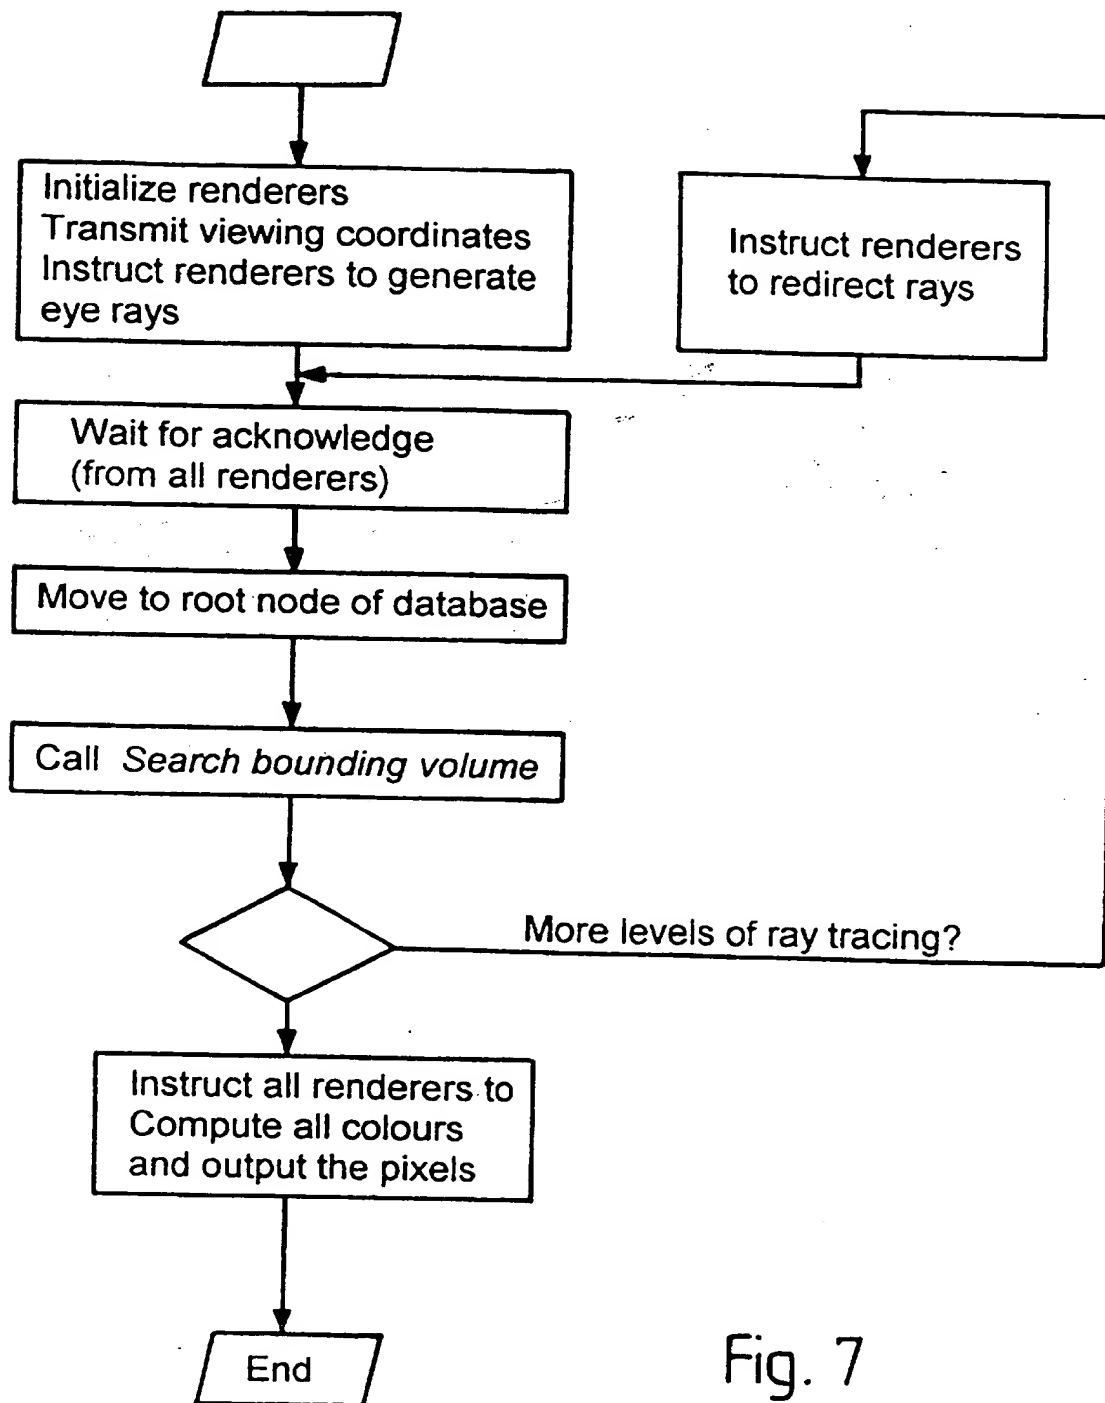 Initialize renderers
Transmit viewing coordinates
Instruct renderers to generate
eye rays
Instruct renderers
to redirect rays
Wait for acknowledge
(from all renderers)
Move to root node of database
Call Search bounding volume
More levels of ray tracing?
Instruct all renderers to
Compute all colours
and output the pixels
End
Fig. 7